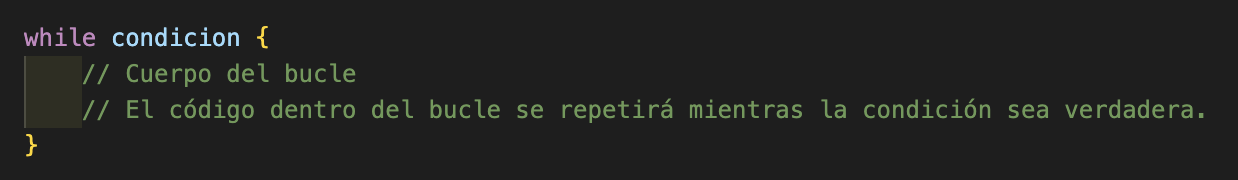 while condicion {
// Cuerpo del bucle
// El código dentro del bucle se repetirá mientras la condición sea verdadera.
}